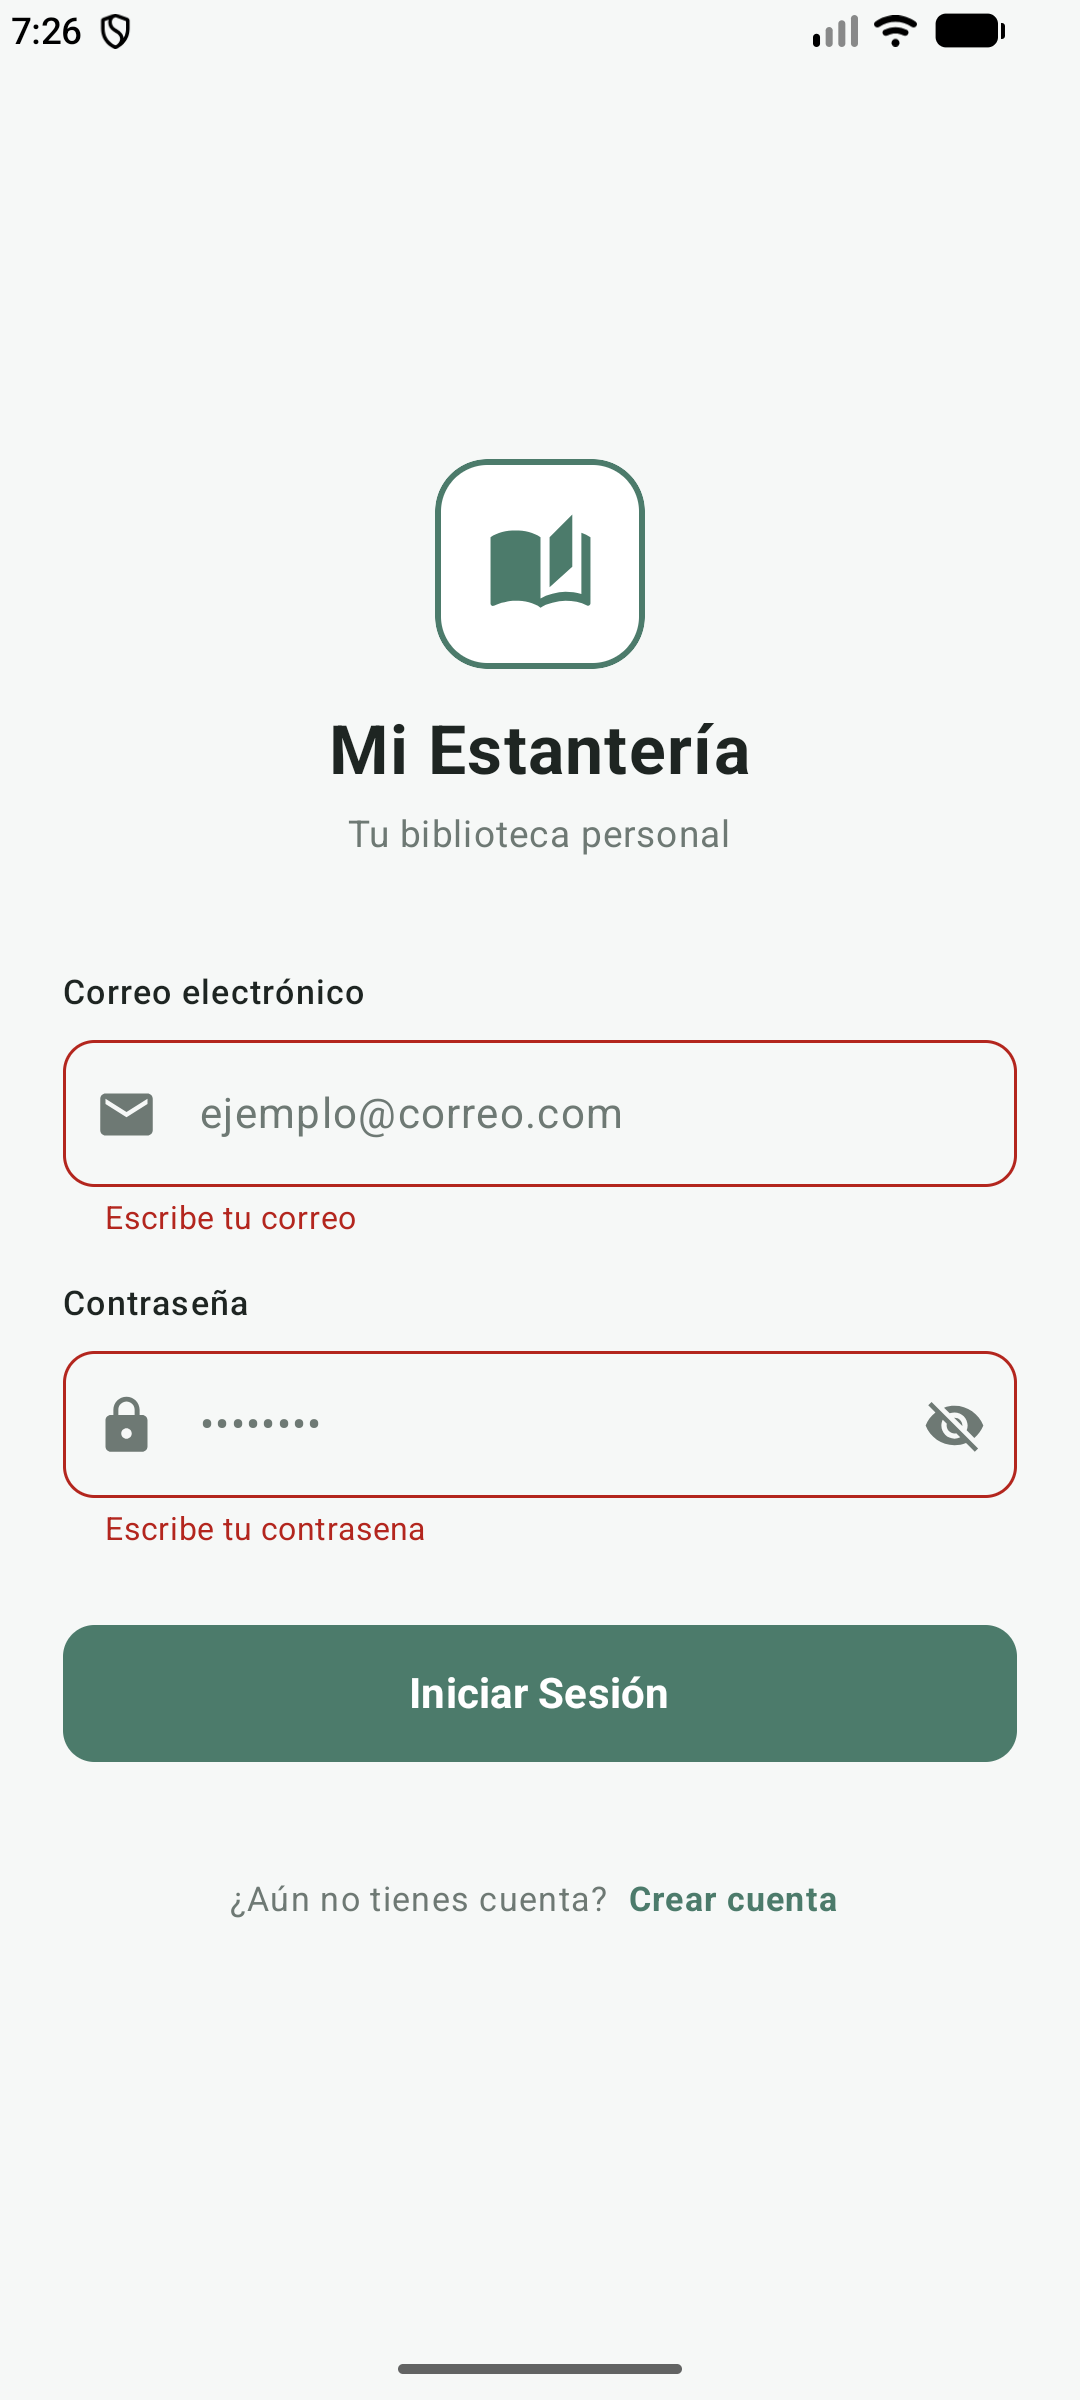 7:26
Mi Estantería
Tu biblioteca personal
Correo electrónico
ejemplo@correo.com
Escribe tu correo
Contraseña
••••••••
Escribe tu contrasena
Iniciar Sesión
¿Aún no tienes cuenta? Crear cuenta